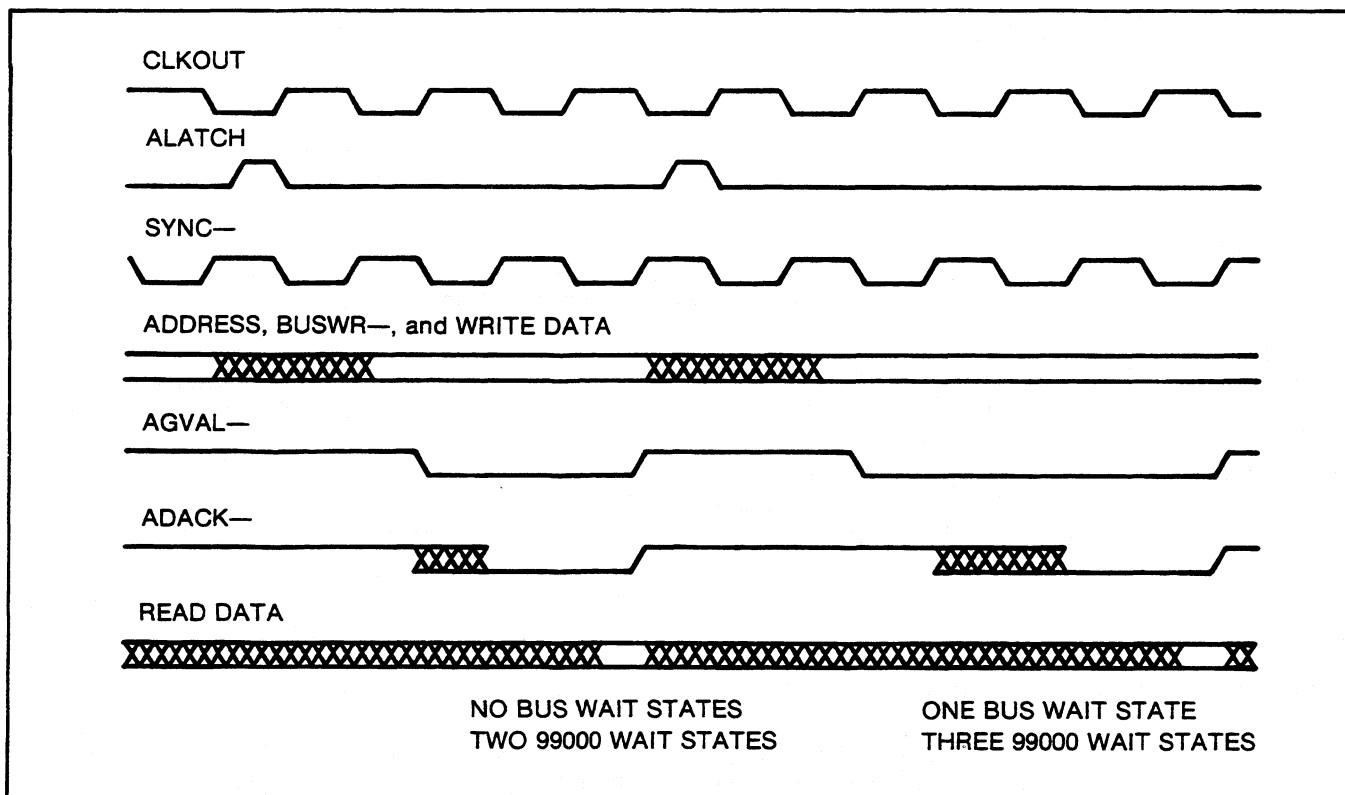 CLKOUT
ALATCH
SYNC—
ADDRESS, BUSWR—, and WRITE DATA
AGVAL—
ADACK—
READ DATA
NO BUS WAIT STATES
TWO 99000 WAIT STATES
ONE BUS WAIT STATE
THREE 99000 WAIT STATES